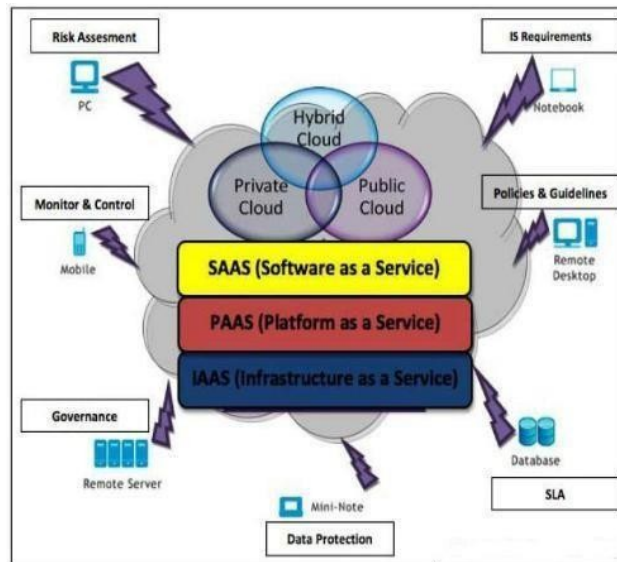 Risk Assesment
IS Requirements
PC
Notebook
Hybrid
Cloud
Private
Cloud
Public
Cloud
Monitor & Control
Policies & Guidelines
Mobile
Remote
Desktop
SAAS (Software as a Service)
PAAS (Platform as a Service)
IAAS (Infrastructure as a Service)
Governance
Remote Server
Database
SLA
Mini-Note
Data Protection